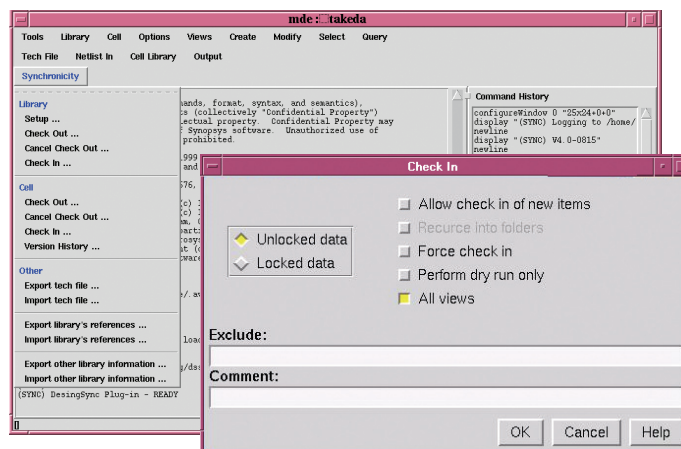 mde : takeda
Tools Library Cell Options Views Create Modify Select Query
Tech File Netlist In Cell Library Output
Synchronicity
Library
Setup ...
Check Out ...
Cancel Check Out ...
Check In ...
Cell
Check Out ...
Cancel Check Out ...
Check In ...
Version History ...
Other
Export tech file ...
Import tech file ...
Export library's references ...
Import library's references ...
Export other library information ...
Import other library information ...
ands, format, syntax, and semantics),
(collectively "Confidential Property")
lectual property. Confidential Property may
Synopsys software. Unauthorized use of
prohibited.
(SYNC) DesingSync Plug-in - READY
Command History
configureWindow 0 "25x24+0+0"
display "(SYNC) Logging to /home/
newline
display "(SYNC) V4.0-0815"
newline
Check In
Unlocked data
Locked data
Allow check in of new items
Recurce into folders
Force check in
Perform dry run only
All views
Exclude:
Comment:
OK Cancel Help